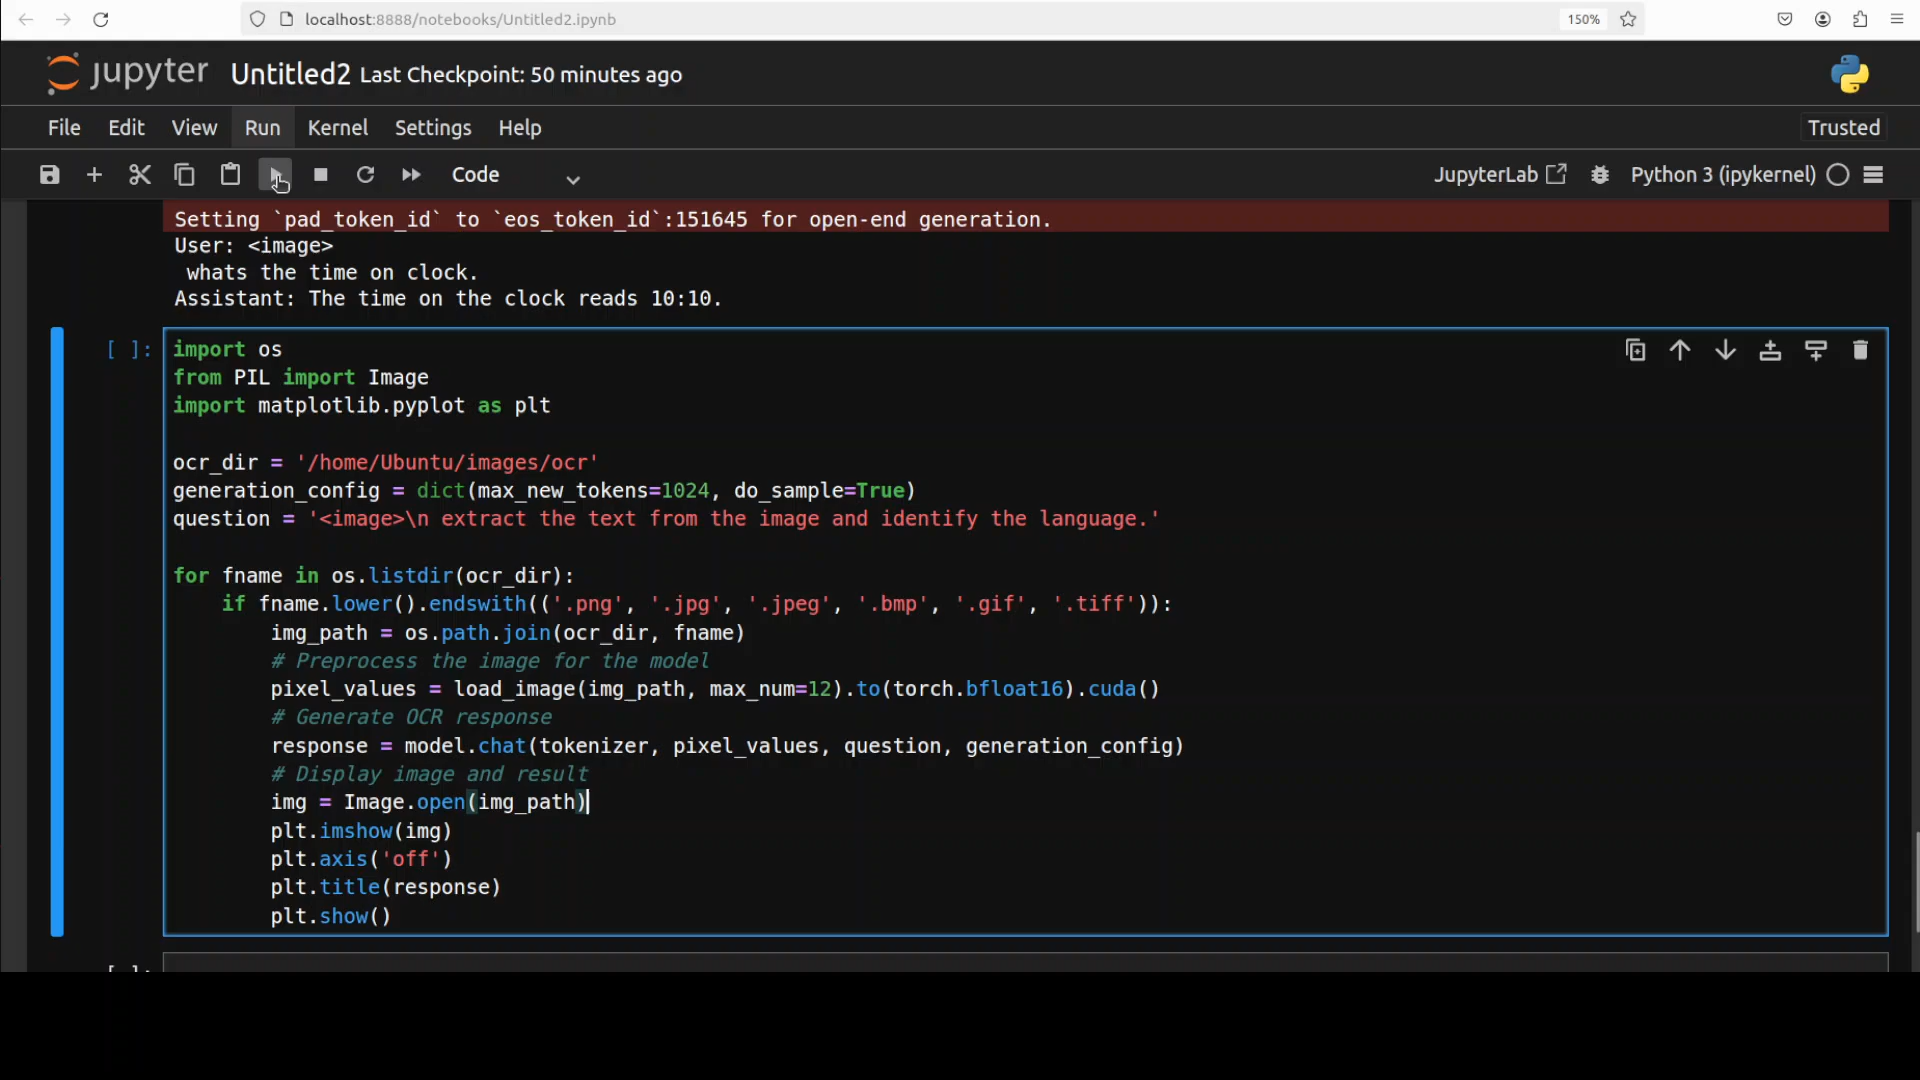 localhost:8888/notebooks/Untitled2.ipynb
150%
jupyter Untitled2 Last Checkpoint: 50 minutes ago
File Edit View Run Kernel Settings Help
Trusted
Code
JupyterLab
Python 3 (ipykernel)
Setting `pad_token_id` to `eos_token_id`:151645 for open-end generation.
User: <image>
 whats the time on clock.
Assistant: The time on the clock reads 10:10.
[ ]:
import os
from PIL import Image
import matplotlib.pyplot as plt

ocr_dir = '/home/Ubuntu/images/ocr'
generation_config = dict(max_new_tokens=1024, do_sample=True)
question = '<image>\n extract the text from the image and identify the language.'

for fname in os.listdir(ocr_dir):
    if fname.lower().endswith(('.png', '.jpg', '.jpeg', '.bmp', '.gif', '.tiff')):
        img_path = os.path.join(ocr_dir, fname)
        # Preprocess the image for the model
        pixel_values = load_image(img_path, max_num=12).to(torch.bfloat16).cuda()
        # Generate OCR response
        response = model.chat(tokenizer, pixel_values, question, generation_config)
        # Display image and result
        img = Image.open(img_path)
        plt.imshow(img)
        plt.axis('off')
        plt.title(response)
        plt.show()
[ ]: